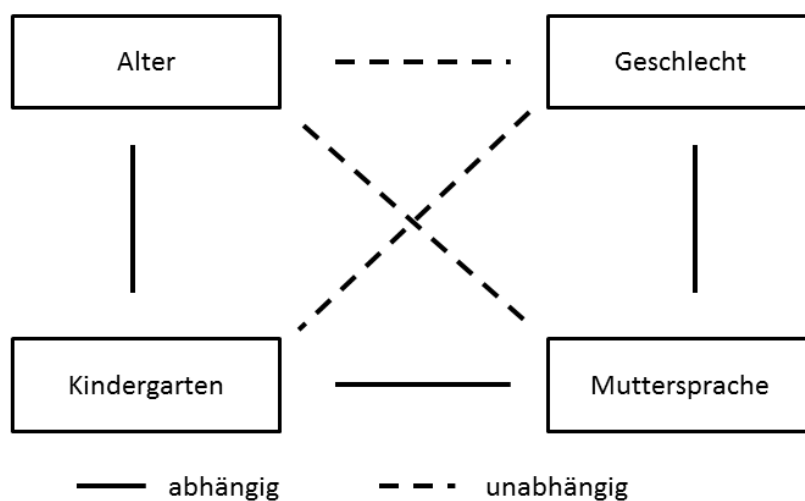 Alter
Geschlecht
Kindergarten
Muttersprache
abhängig
unabhängig